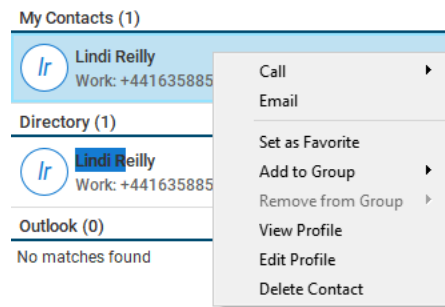 My Contacts (1)
lr
Lindi Reilly
Work: +441635885
Directory (1)
lr
Lindi Reilly
Work: +441635885
Outlook (0)
No matches found
Call
Email
Set as Favorite
Add to Group
Remove from Group
View Profile
Edit Profile
Delete Contact